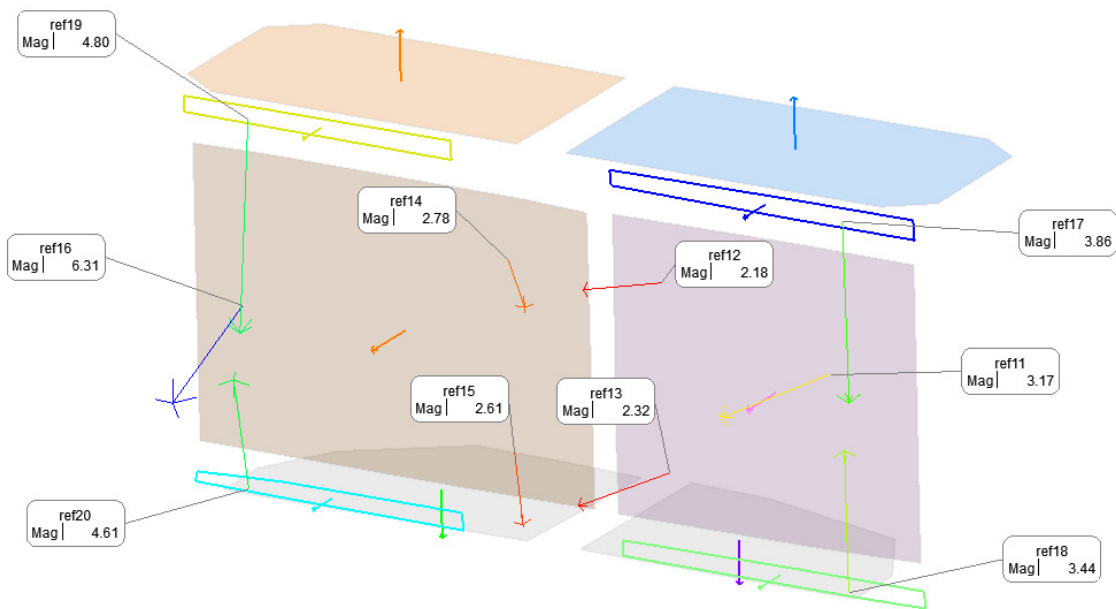 ref19
Mag 4.80
ref14
Mag 2.78
ref16
Mag 6.31
ref12
Mag 2.18
ref17
Mag 3.86
ref15
Mag 2.61
ref13
Mag 2.32
ref11
Mag 3.17
ref20
Mag 4.61
ref18
Mag 3.44